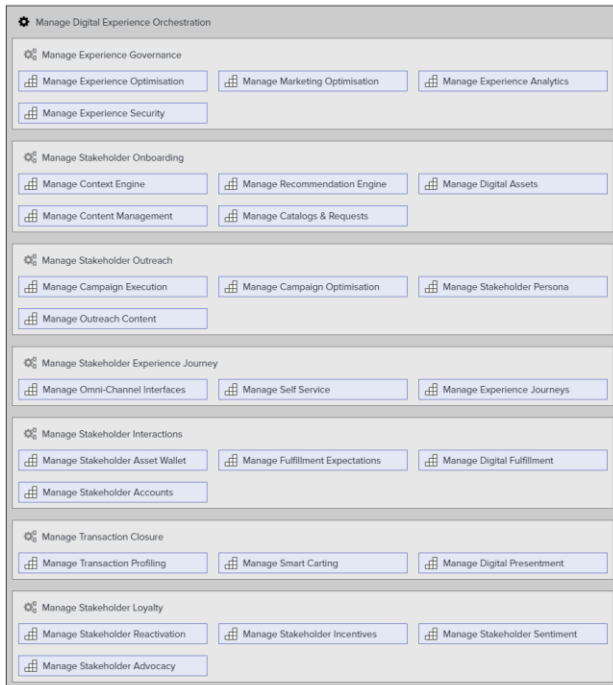 Manage Digital Experience Orchestration
Manage Experience Governance
Manage Experience Optimisation
Manage Marketing Optimisation
Manage Experience Analytics
Manage Experience Security
Manage Stakeholder Onboarding
Manage Context Engine
Manage Recommendation Engine
Manage Digital Assets
Manage Content Management
Manage Catalogs & Requests
Manage Stakeholder Outreach
Manage Campaign Execution
Manage Campaign Optimisation
Manage Stakeholder Persona
Manage Outreach Content
Manage Stakeholder Experience Journey
Manage Omni-Channel Interfaces
Manage Self Service
Manage Experience Journeys
Manage Stakeholder Interactions
Manage Stakeholder Asset Wallet
Manage Fulfillment Expectations
Manage Digital Fulfillment
Manage Stakeholder Accounts
Manage Transaction Closure
Manage Transaction Profiling
Manage Smart Carting
Manage Digital Presentment
Manage Stakeholder Loyalty
Manage Stakeholder Reactivation
Manage Stakeholder Incentives
Manage Stakeholder Sentiment
Manage Stakeholder Advocacy